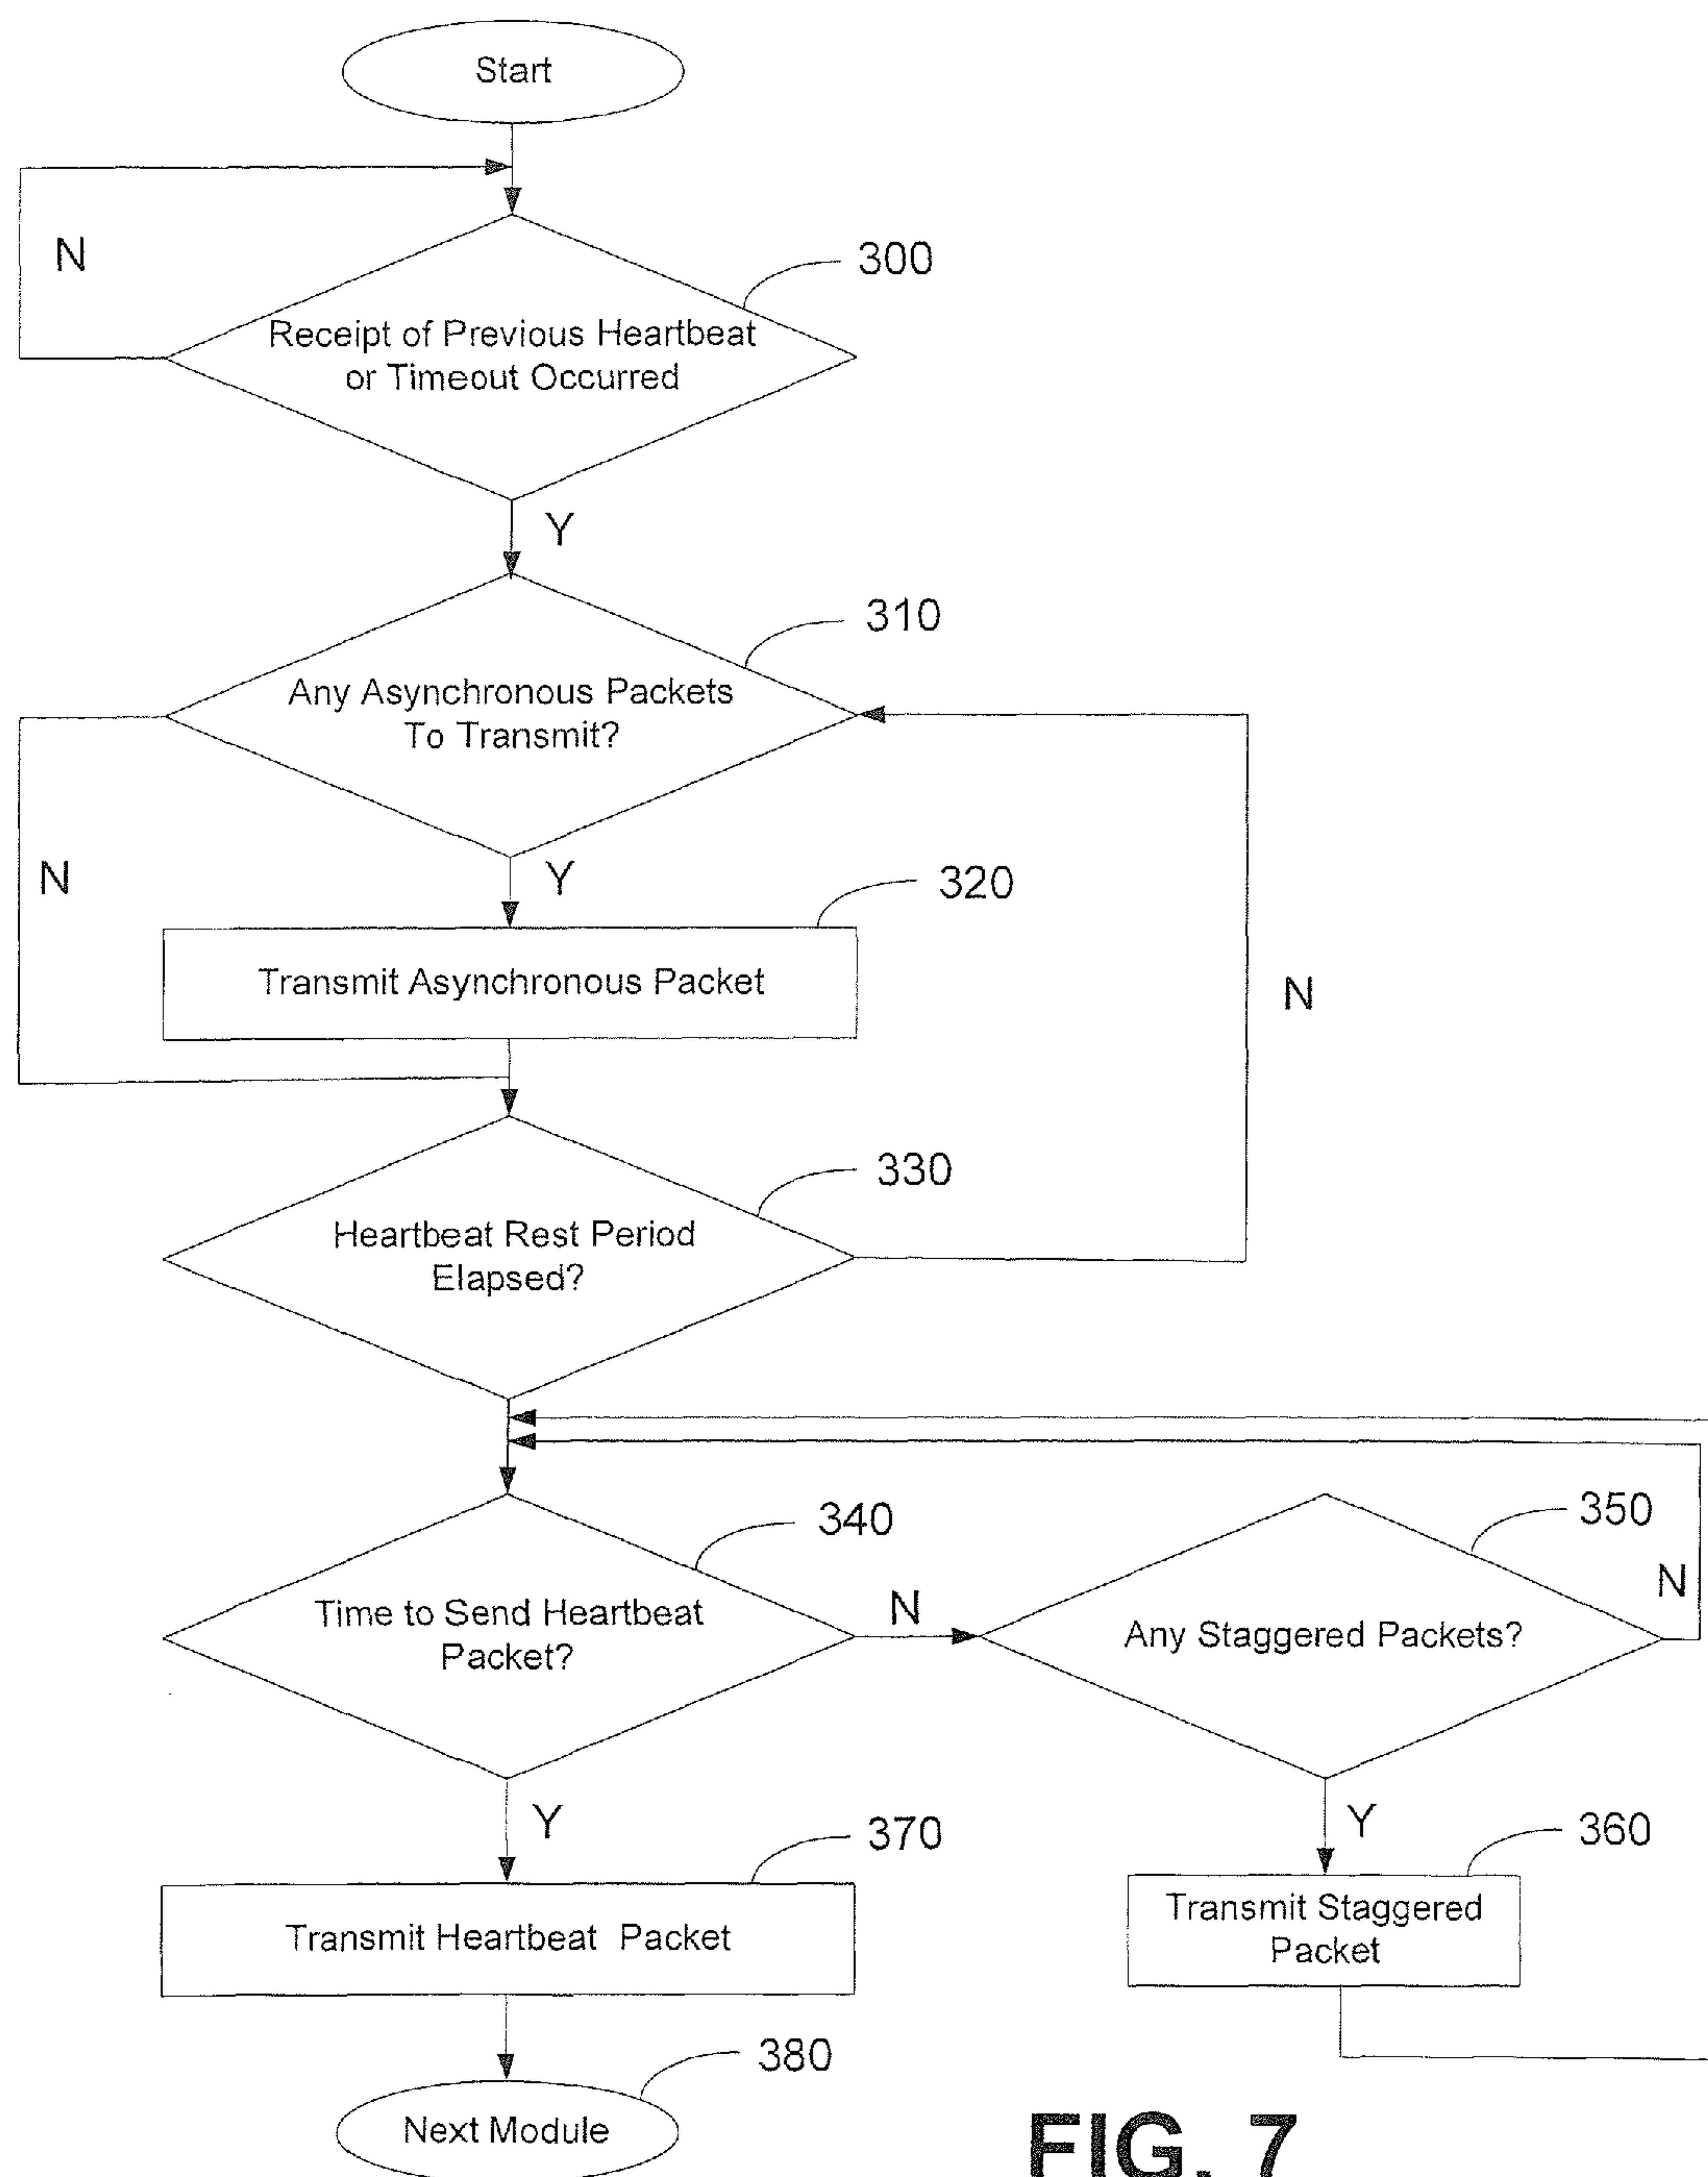 Start
N
300
Receipt of Previous Heartbeat
or Timeout Occurred
Y
310
Any Asynchronous Packets
To Transmit?
N
Y
320
Transmit Asynchronous Packet
N
330
Heartbeat Rest Period
Elapsed?
340
350
Time to Send Heartbeat
Packet?
N
Any Staggered Packets?
N
Y
370
Y
360
Transmit Heartbeat Packet
Transmit Staggered
Packet
380
Next Module
FIG. 7